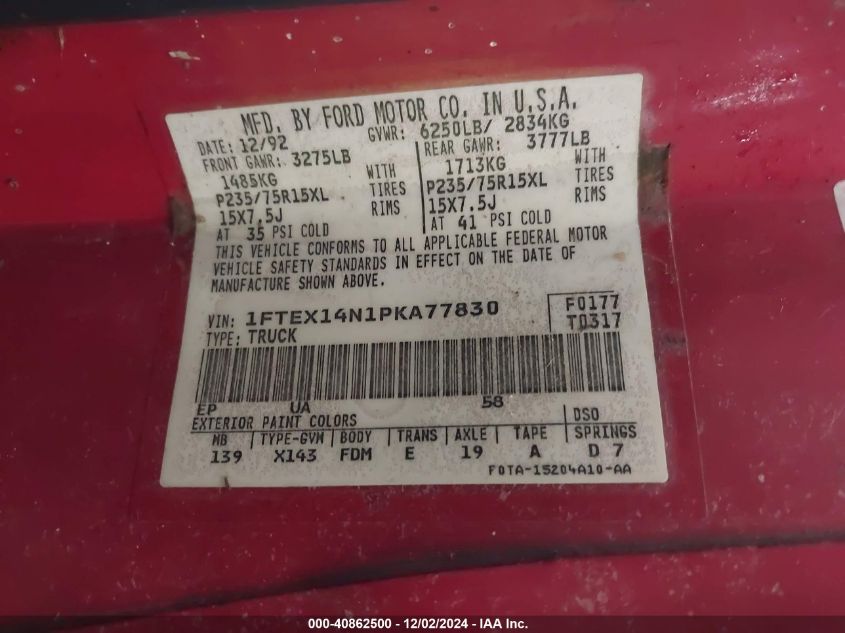 MFD. BY FORD MOTOR CO. IN U.S.A.
DATE: 12/92 GVWR: 6250LB/ 2834KG
FRONT GAWR: 3275LB REAR GAWR: 3777LB
1485KG WITH 1713KG WITH
P235/75R15XL TIRES P235/75R15XL TIRES
15X7.5J RIMS 15X7.5J RIMS
AT 35 PSI COLD AT 41 PSI COLD
THIS VEHICLE CONFORMS TO ALL APPLICABLE FEDERAL MOTOR
VEHICLE SAFETY STANDARDS IN EFFECT ON THE DATE OF
MANUFACTURE SHOWN ABOVE.
VIN: 1FTEX14N1PKA77830 F0177
TYPE: TRUCK T0317
EP UA 58
EXTERIOR PAINT COLORS DSO
WB TYPE-GVW BODY TRANS AXLE TAPE SPRINGS
139 X143 FDM E 19 A D 7
F0TA-15204A10-AA
000-40862500 - 12/02/2024 - IAAI.com